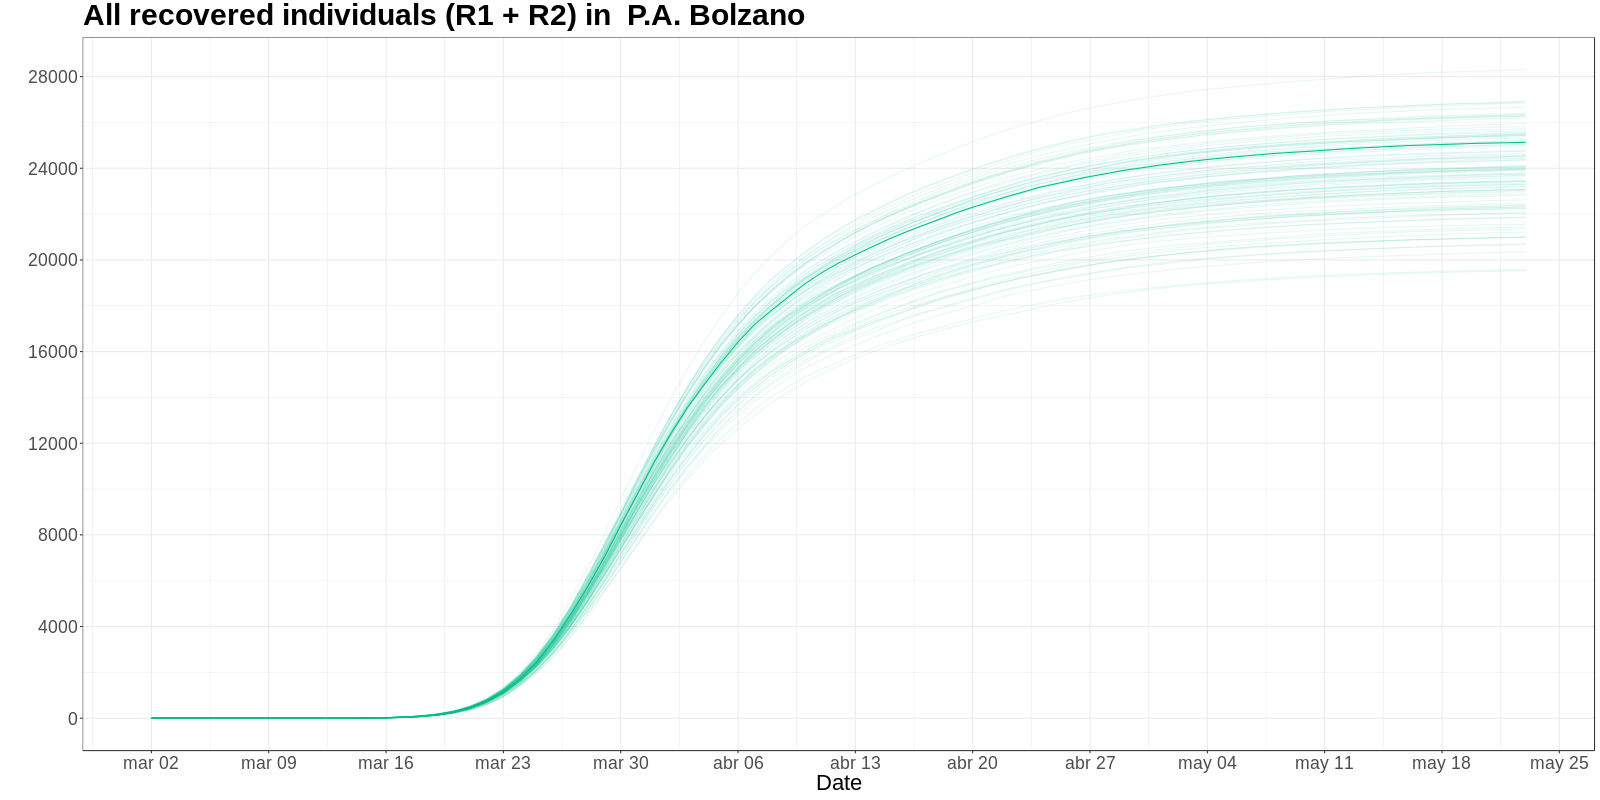 All recovered individuals (R1 + R2) in  P.A. Bolzano
28000
24000
20000
16000
12000
8000
4000
0
mar 02 mar 09 mar 16 mar 23 mar 30 abr 06 abr 13 abr 20 abr 27 may 04 may 11 may 18 may 25
Date